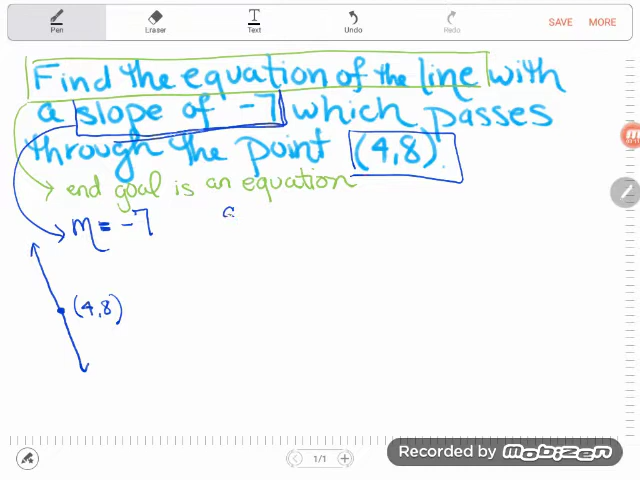 Pen
Eraser
Text
Undo
Redo
SAVE
MORE
Find the equation of the line with
a slope of -7 which passes
through the point (4,8).
end goal is an equation
m = -7
(4,8)
1/1
Recorded by mobizen